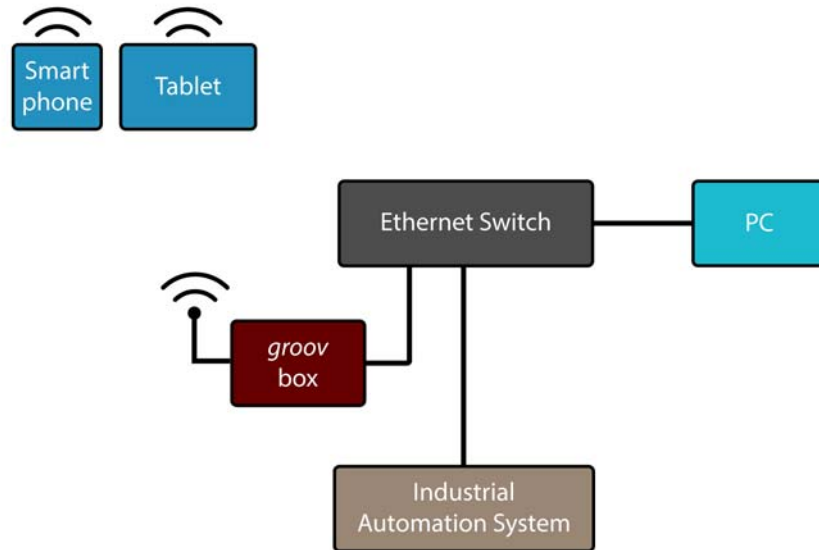 Smart
phone
Tablet
Ethernet Switch
PC
groov
box
Industrial
Automation System